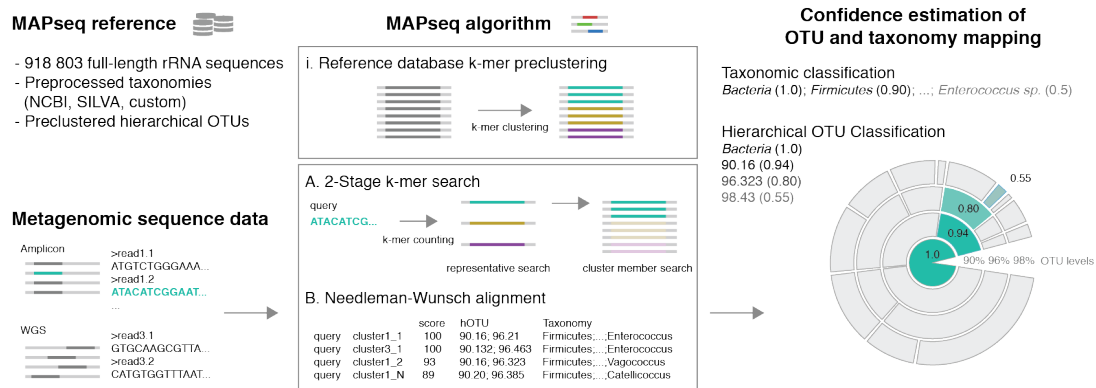 MAPseq reference
- 918 803 full-length rRNA sequences
- Preprocessed taxonomies
(NCBI, SILVA, custom)
- Preclustered hierarchical OTUs
Metagenomic sequence data
Amplicon
>read1.1
ATGTCTGGGAAA...
>read1.2
ATACATCGGAAT...
...
WGS
>read3.1
GTGCAAGCGTTA...
>read3.2
CATGTGGTTTAAT...
MAPseq algorithm
i. Reference database k-mer preclustering
k-mer clustering
A. 2-Stage k-mer search
query
ATACATCG...
k-mer counting
representative search
cluster member search
B. Needleman-Wunsch alignment
score hOTU Taxonomy
query cluster1_1 100 90.16; 96.21 Firmicutes;...;Enterococcus
query cluster3_1 100 90.132; 96.463 Firmicutes;...;Enterococcus
query cluster1_2 93 90.16; 96.323 Firmicutes;...;Vagococcus
query cluster1_N 89 90.20; 96.385 Firmicutes;...;Catellicoccus
Confidence estimation of
OTU and taxonomy mapping
Taxonomic classification
Bacteria (1.0); Firmicutes (0.90); ...; Enterococcus sp. (0.5)
Hierarchical OTU Classification
Bacteria (1.0)
90.16 (0.94)
96.323 (0.80)
98.43 (0.55)
0.55
0.80
0.94
1.0
90% 96% 98% OTU levels